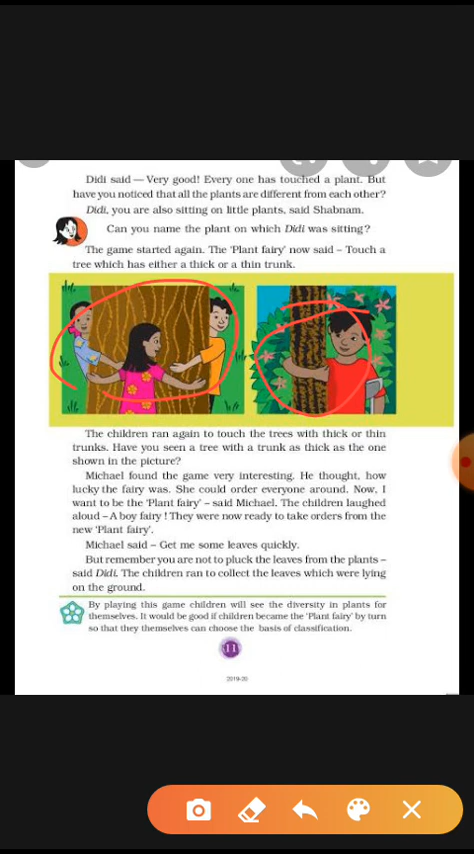 Didi said — Very good! Every one has touched a plant. But
have you noticed that all the plants are different from each other?
Didi, you are also sitting on little plants, said Shabnam.
Can you name the plant on which Didi was sitting?
The game started again. The 'Plant fairy' now said – Touch a
tree which has either a thick or a thin trunk.
The children ran again to touch the trees with thick or thin
trunks. Have you seen a tree with a trunk as thick as the one
shown in the picture?
Michael found the game very interesting. He thought, how
lucky the fairy was. She could order everyone around. Now, I
want to be the 'Plant fairy' – said Michael. The children laughed
aloud – A boy fairy ! They were now ready to take orders from the
new 'Plant fairy'.
Michael said – Get me some leaves quickly.
But remember you are not to pluck the leaves from the plants –
said Didi. The children ran to collect the leaves which were lying
on the ground.
By playing this game children will see the diversity in plants for
themselves. It would be good if children became the 'Plant fairy' by turn
so that they themselves can choose the basis of classification.
11
2019-20